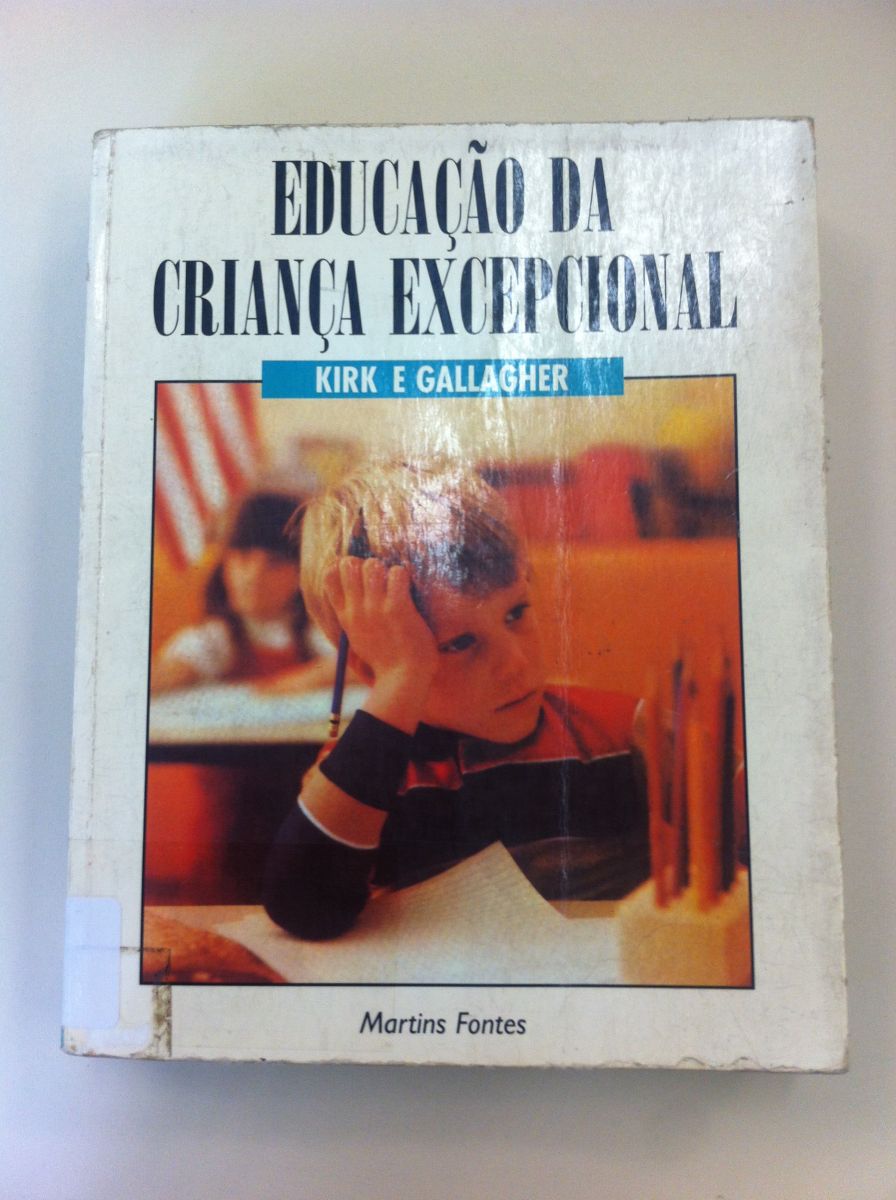 EDUCAÇÃO DA
CRIANÇA EXCEPCIONAL
KIRK E GALLAGHER
Martins Fontes